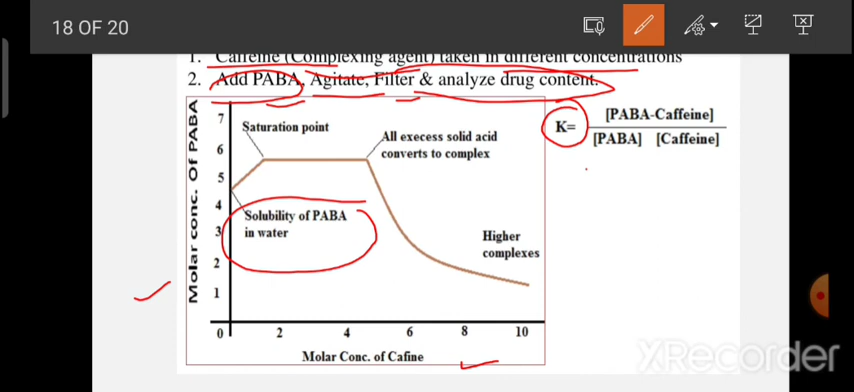 18 OF 20
1. Caffeine (Complexing agent) taken in different concentrations
2. Add PABA, Agitate, Filter & analyze drug content.
Molar conc. Of PABA
7
6
5
4
3
2
1
0
2
4
6
8
10
Saturation point
All execess solid acid
converts to complex
Solubility of PABA
in water
Higher
complexes
Molar Conc. of Cafine
K=
[PABA-Caffeine]
[PABA] [Caffeine]
XRecorder